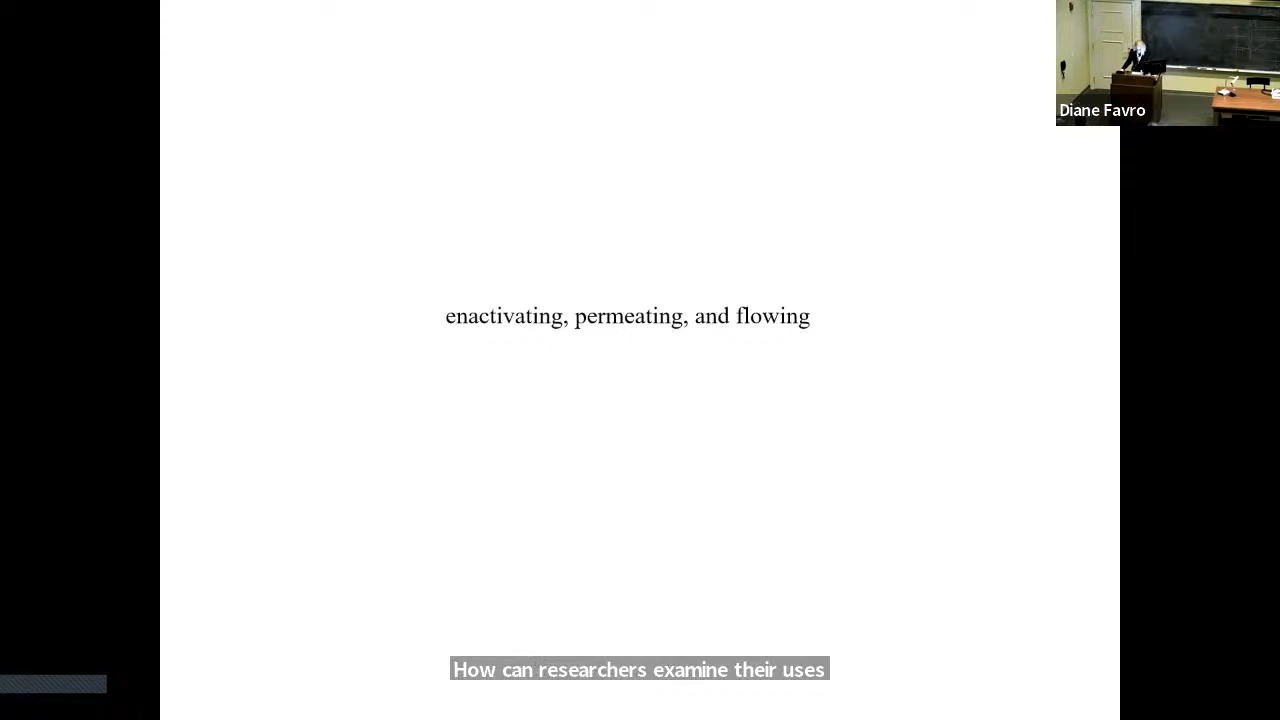 Diane Favro
enactivating, permeating, and flowing
How can researchers examine their uses